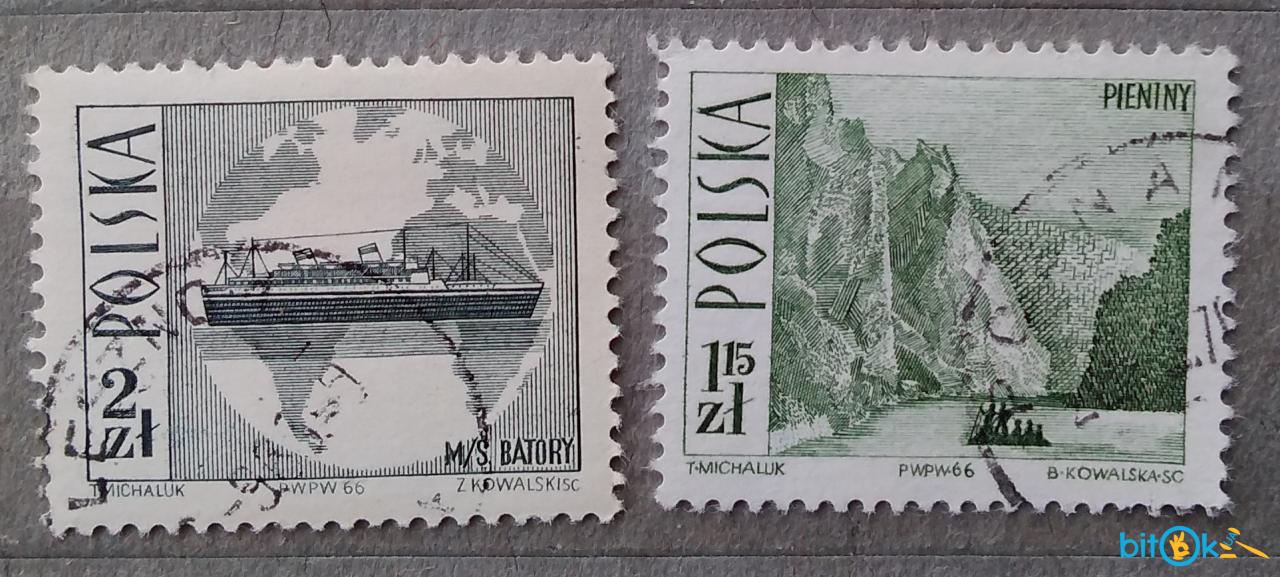 POLSKA
2 zł
M/S BATORY
T·MICHALUK PWPW 66 Z KOWALSKI SC
PIENINY
POLSKA
1 15 zł
T·MICHALUK PWPW·66 B·KOWALSKA·SC
bitOk UA